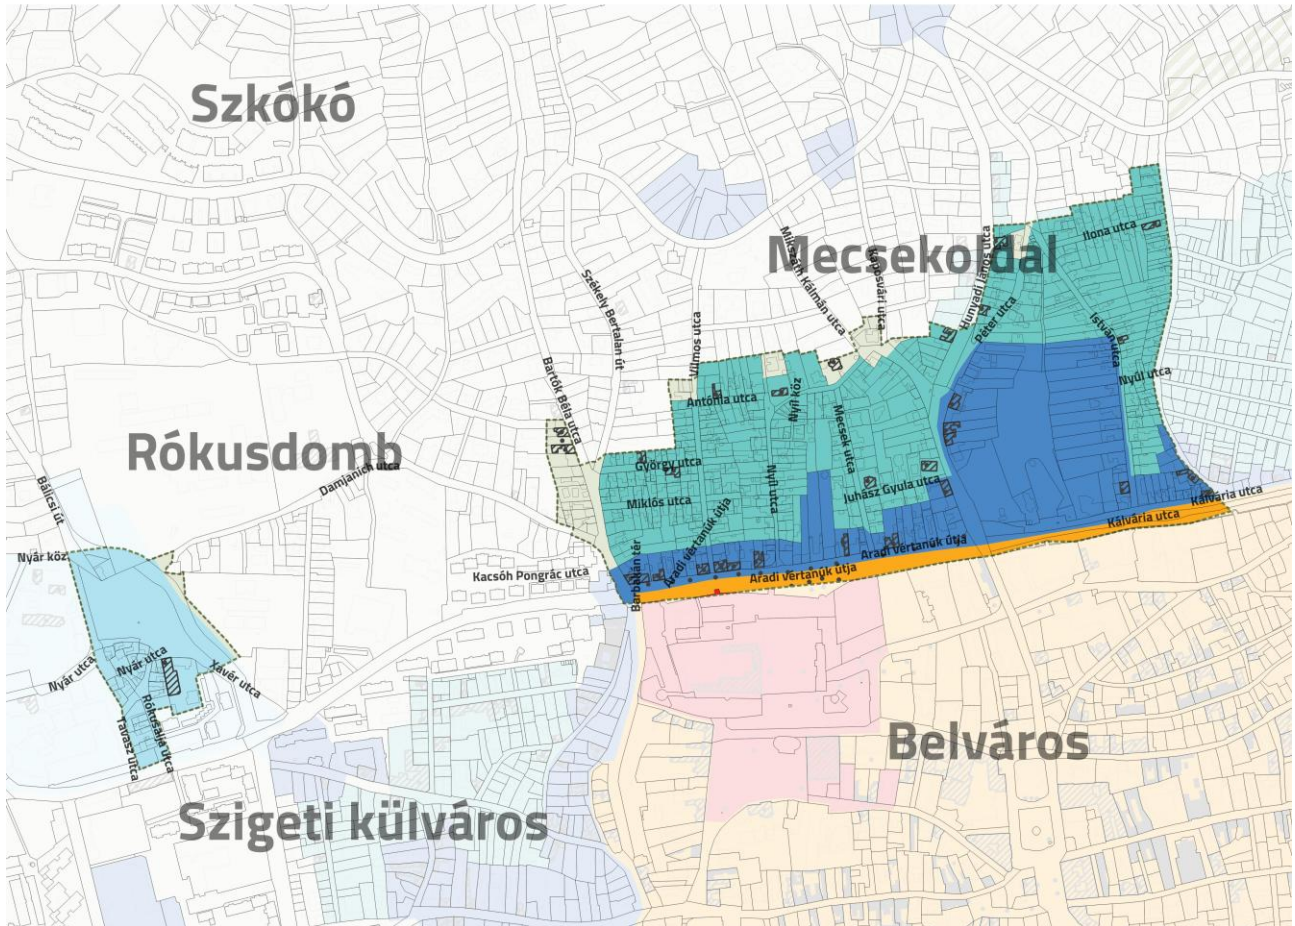 Szkókó
Mecsekoldal
Ilona utca
Mikszáth Kálmán utca
Kaposvári utca
Hunyadi János utca
Péter utca
István utca
Nyúl utca
Székely Bertalan út
Vilmos utca
Bartók Béla utca
Antónia utca
Nyíl köz
Mecsek utca
Rókusdomb
Damjanich utca
György utca
Miklós utca
Nyíl utca
Juhász Gyula utca
Bálicsi út
Nyár köz
Kacsóh Pongrác utca
Barbakán tér
Aradi vértanúk útja
Aradi vértanúk útja
Aradi vértanúk útja
Kálvária utca
Kálvária utca
Nyár utca
Nyár utca
Xavér utca
Rókusalja utca
Tavasz utca
Belváros
Szigeti külváros